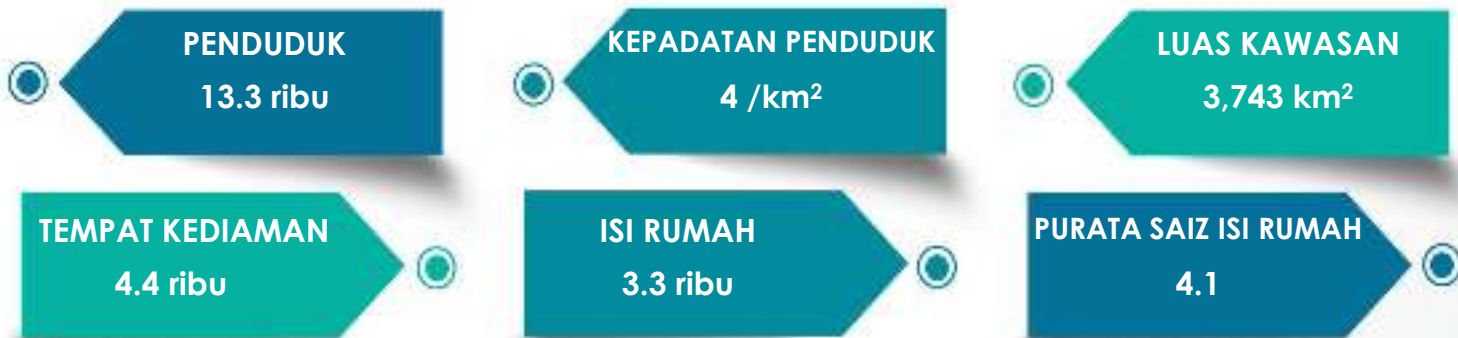 PENDUDUK
13.3 ribu
KEPADATAN PENDUDUK
4 /km²
LUAS KAWASAN
3,743 km²
TEMPAT KEDIAMAN
4.4 ribu
ISI RUMAH
3.3 ribu
PURATA SAIZ ISI RUMAH
4.1